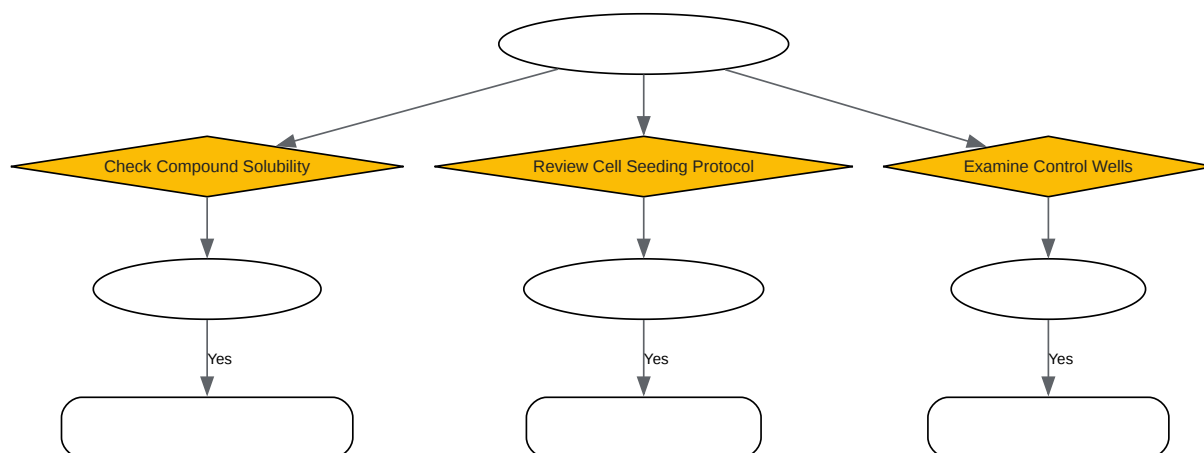 Check Compound Solubility
Review Cell Seeding Protocol
Examine Control Wells
Yes
Yes
Yes